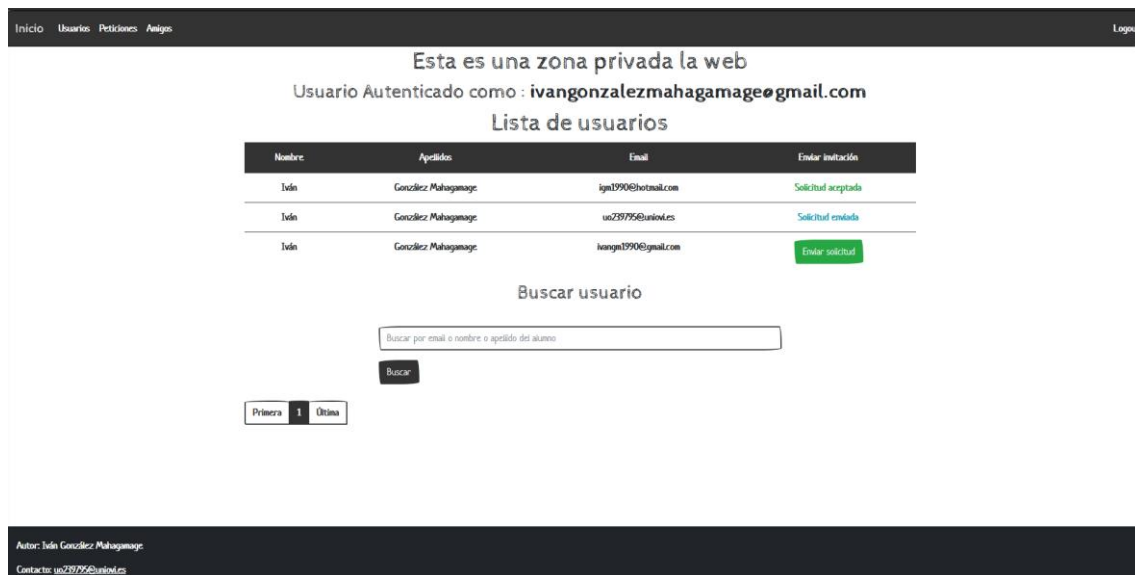 Inicio Usuarios Peticiones Amigos
Esta es una zona privada la web
Usuario Autenticado como : ivangonzalezmahagamage@gmail.com
Lista de usuarios
Nombre Apellidos Email Enviar invitación
Iván González Mahagamage igm1990@hotmail.com Solicitud aceptada
Iván González Mahagamage uo239795@uniovi.es Solicitud enviada
Iván González Mahagamage ivangm1990@gmail.com Enviar solicitud
Buscar usuario
Buscar por email o nombre o apellido del alumno
Buscar
Primera 1 Última
Autor: Iván González Mahagamage
Contacto: uo239795@uniovi.es